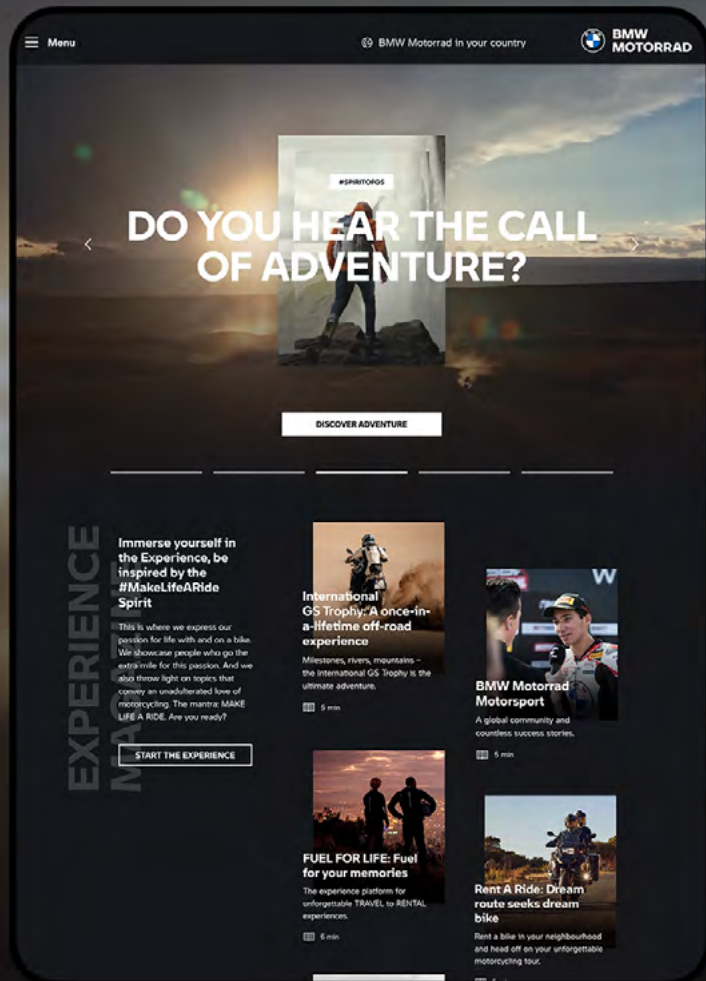 Menu
BMW Motorrad in your country
BMW
MOTORRAD
#SPIRITOFGS
DO YOU HEAR THE CALL
OF ADVENTURE?
DISCOVER ADVENTURE
EXPERIENCE
MAGAZINE
Immerse yourself in
the Experience, be
inspired by the
#MakeLifeARide
Spirit
This is where we express our
passion for life with and on a bike.
We showcase people who go the
extra mile for this passion. And we
also throw light on topics that
convey an unadulterated love of
motorcycling. The mantra: MAKE
LIFE A RIDE. Are you ready?
START THE EXPERIENCE
International
GS Trophy: A once-in-
a-lifetime off-road
experience
Milestones, rivers, mountains –
the International GS Trophy is the
ultimate adventure.
5 min
W
BMW Motorrad
Motorsport
A global community and
countless success stories.
5 min
FUEL FOR LIFE: Fuel
for your memories
The experience platform for
unforgettable TRAVEL to RENTAL
experiences.
6 min
Rent A Ride: Dream
route seeks dream
bike
Rent a bike in your neighbourhood
and head off on your unforgettable
motorcycling tour.